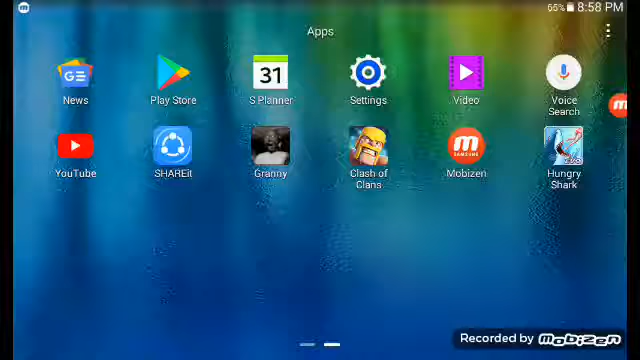 65% 8:58 PM
Apps
News
Play Store
31
S Planner
Settings
Video
Voice Search
YouTube
SHAREit
Granny
Clash of Clans
Mobizen
Hungry Shark
Recorded by Mobizen